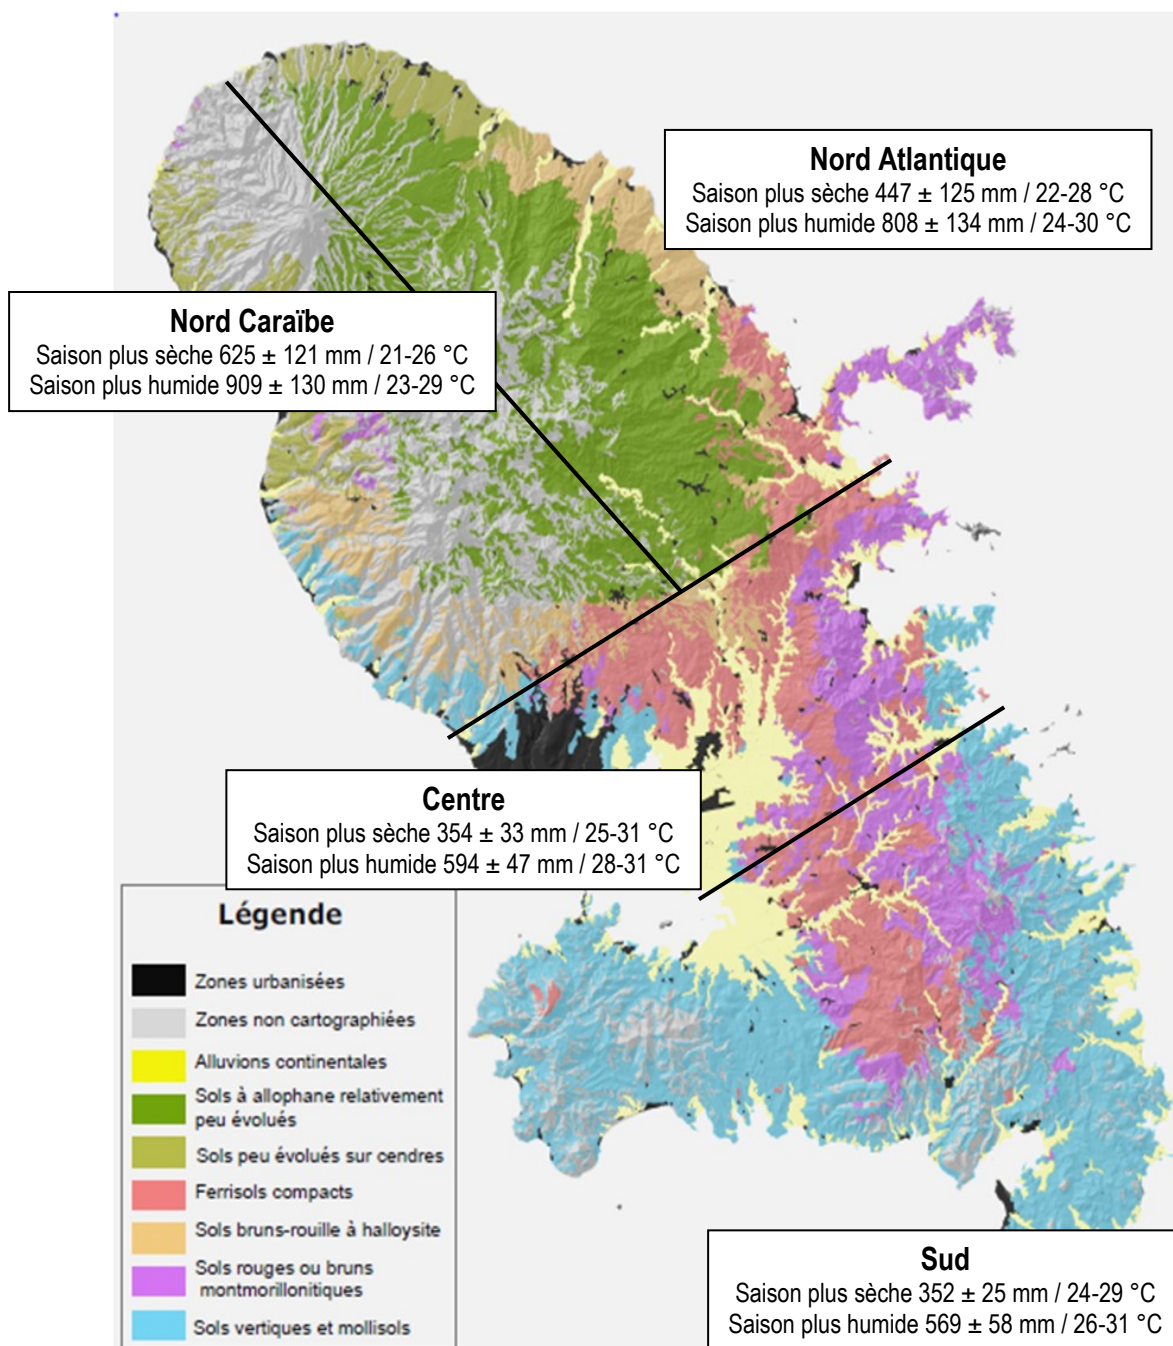 Nord Atlantique
Saison plus sèche 447 ± 125 mm / 22-28 °C
Saison plus humide 808 ± 134 mm / 24-30 °C
Nord Caraïbe
Saison plus sèche 625 ± 121 mm / 21-26 °C
Saison plus humide 909 ± 130 mm / 23-29 °C
Centre
Saison plus sèche 354 ± 33 mm / 25-31 °C
Saison plus humide 594 ± 47 mm / 28-31 °C
Légende
Zones urbanisées
Zones non cartographiées
Alluvions continentales
Sols à allophane relativement
peu évolués
Sols peu évolués sur cendres
Ferrisols compacts
Sols bruns-rouille à halloysite
Sols rouges ou bruns
montmorillonitiques
Sols vertiques et mollisols
Sud
Saison plus sèche 352 ± 25 mm / 24-29 °C
Saison plus humide 569 ± 58 mm / 26-31 °C